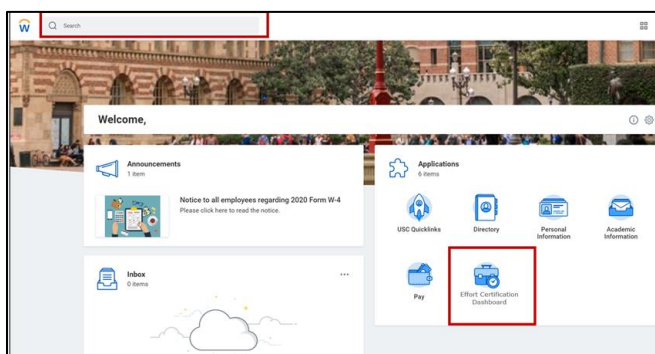 W
Search
Welcome,
Announcements
1 item
Notice to all employees regarding 2020 Form W-4
Please click here to read the notice.
Inbox
0 items
Applications
6 items
USC Quicklinks
Directory
Personal
Information
Academic
Information
Pay
Effort Certification
Dashboard